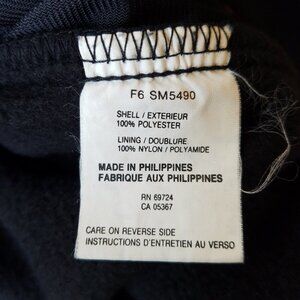 F6 SM5490
SHELL / EXTERIEUR
100% POLYESTER
LINING / DOUBLURE
100% NYLON / POLYAMIDE
MADE IN PHILIPPINES
FABRIQUE AUX PHILIPPINES
RN 69724
CA 05367
CARE ON REVERSE SIDE
INSTRUCTIONS D'ENTRETIEN AU VERSO